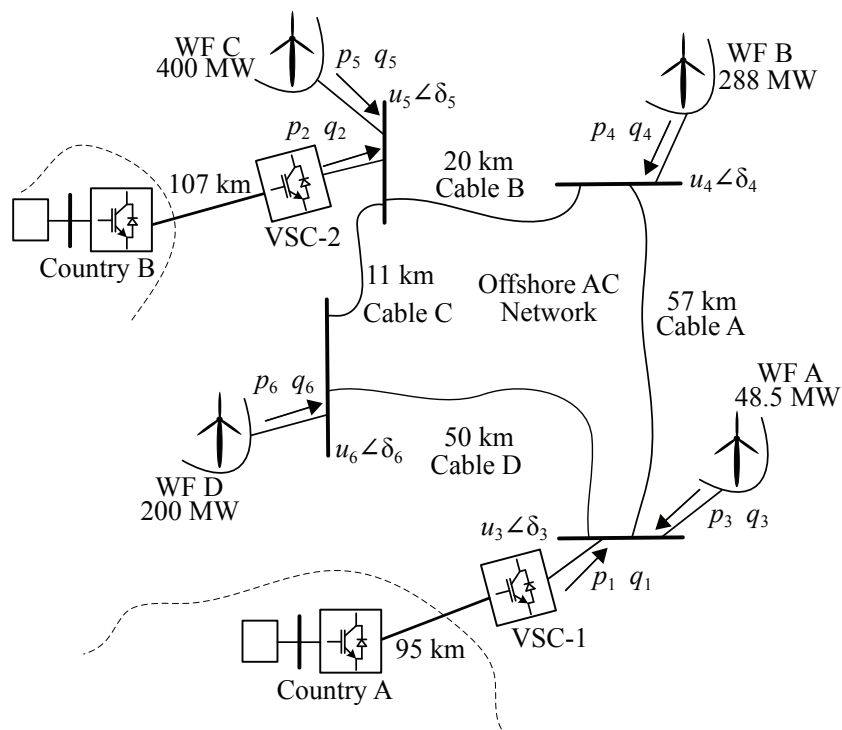 WF C
400 MW
p5 q5
u5∠δ5
WF B
288 MW
p4 q4
u4∠δ4
p2 q2
20 km
Cable B
107 km
VSC-2
Country B
11 km
Cable C
Offshore AC
Network
57 km
Cable A
WF A
48.5 MW
p6 q6
50 km
Cable D
u6∠δ6
WF D
200 MW
p3 q3
u3∠δ3
p1 q1
VSC-1
95 km
Country A